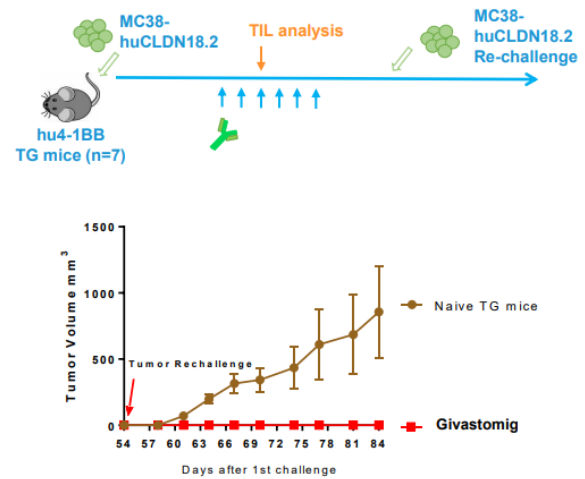 MC38-
huCLDN18.2
TIL analysis
MC38-
huCLDN18.2
Re-challenge
hu4-1BB
TG mice (n=7)
Tumor Volume mm³
1500
1000
500
0
Tumor Rechallenge
54 57 60 63 66 69 72 75 78 81 84
Days after 1st challenge
Naive TG mice
Givastomig